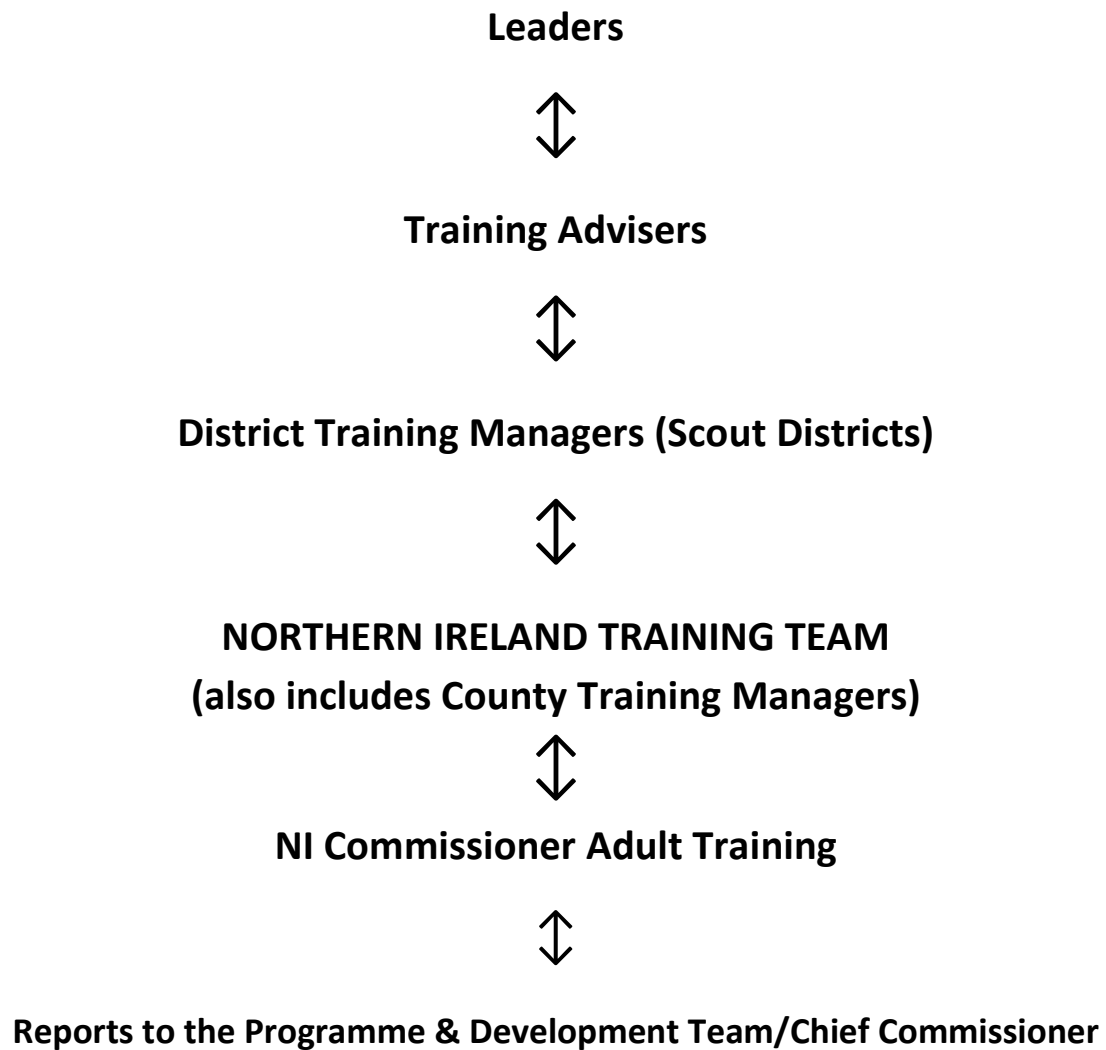 Leaders
Training Advisers
District Training Managers (Scout Districts)
NORTHERN IRELAND TRAINING TEAM
(also includes County Training Managers)
NI Commissioner Adult Training
Reports to the Programme & Development Team/Chief Commissioner